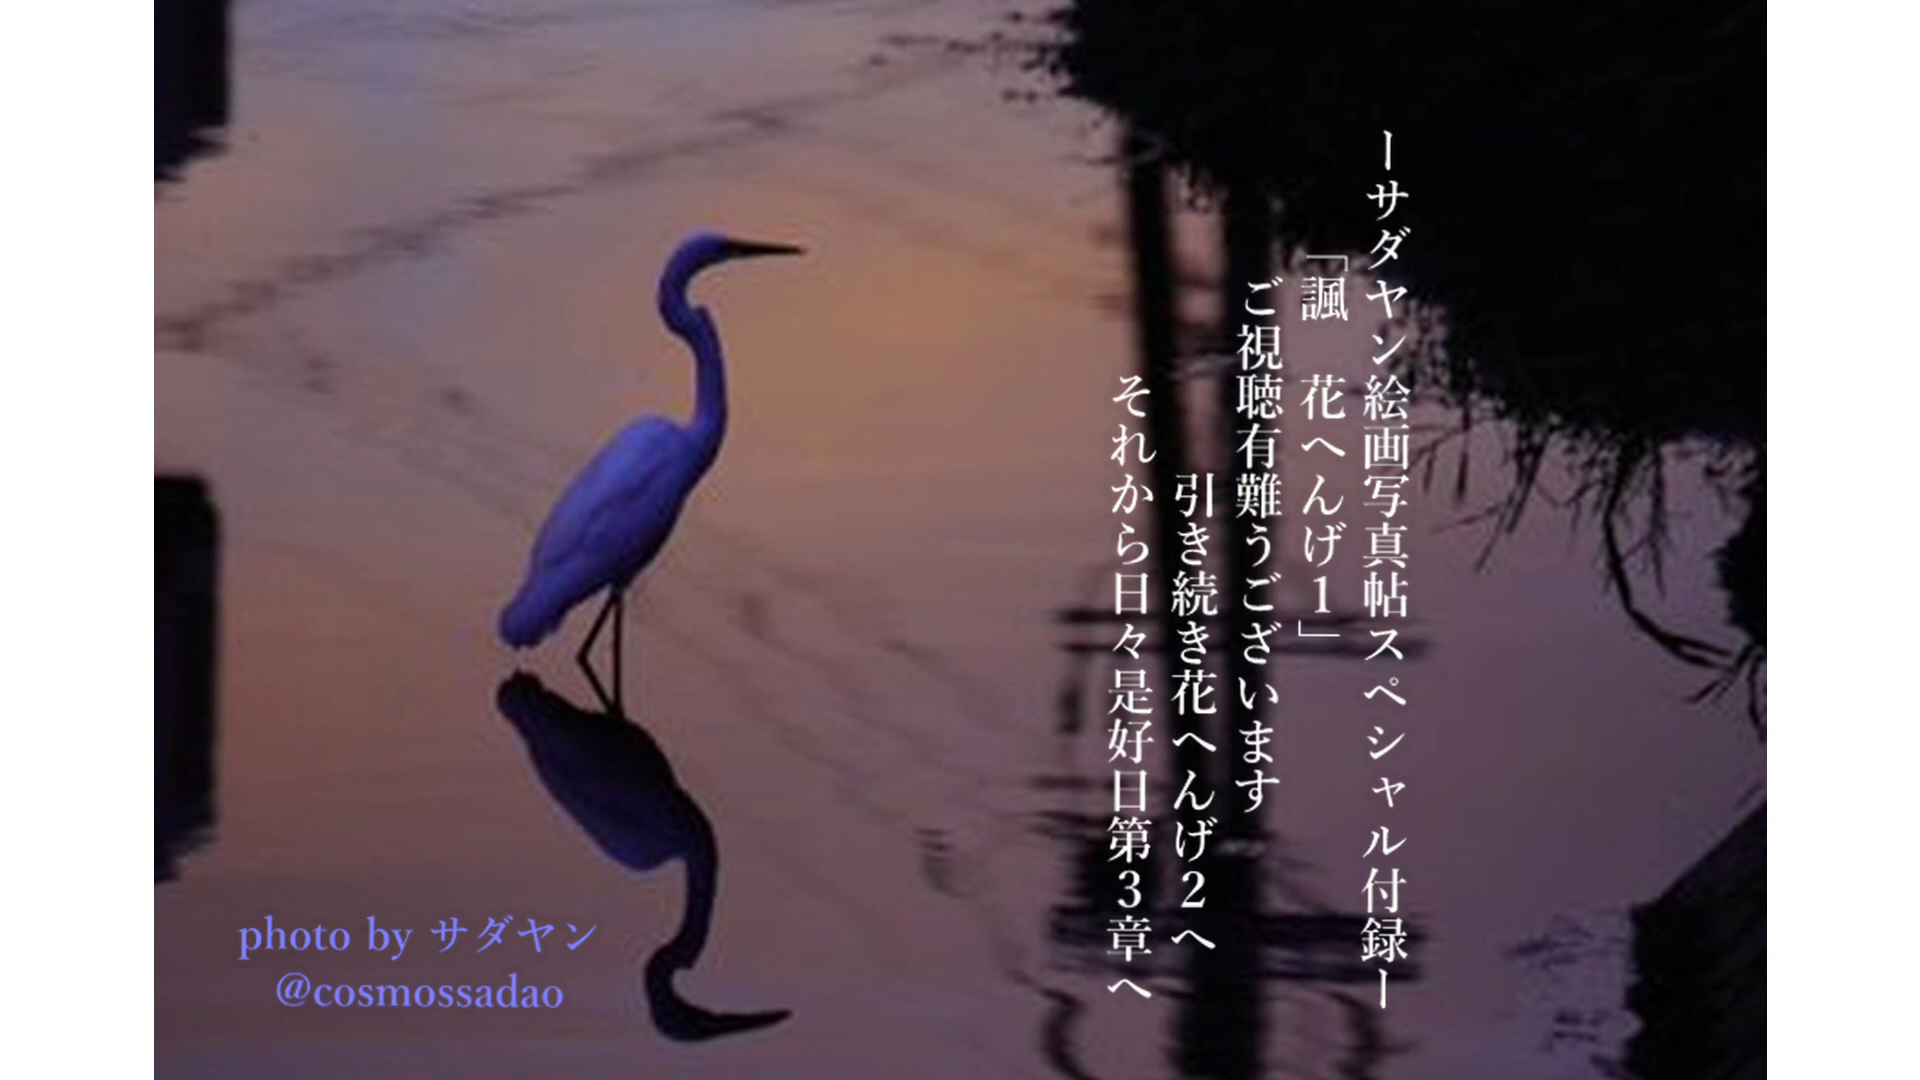 ーサダヤン絵画写真帖スペシャル付録ー
「諷　花へんげ1」
ご視聴有難うございます
引き続き花へんげ2へ
それから日々是好日第3章へ
photo by サダヤン
@cosmossadao